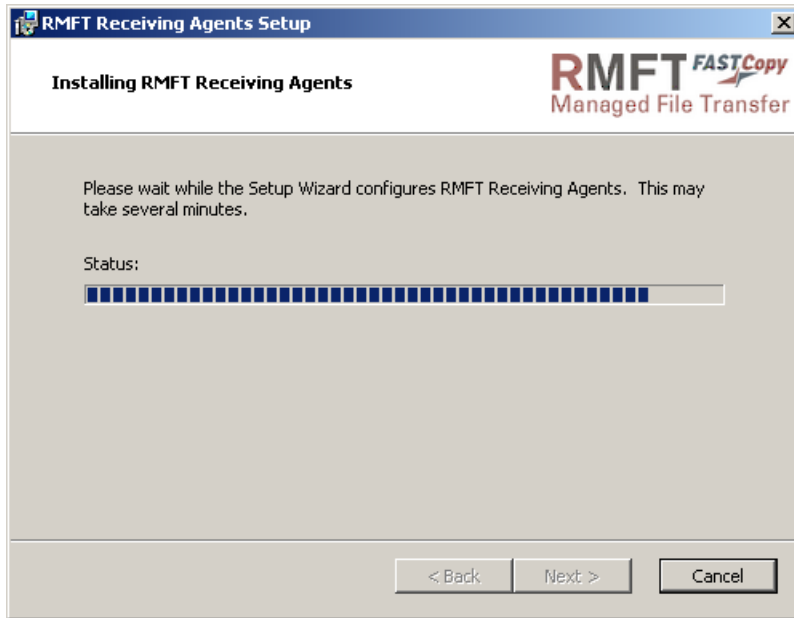 RMFT Receiving Agents Setup
Installing RMFT Receiving Agents
RMFT FASTCopy
Managed File Transfer
Please wait while the Setup Wizard configures RMFT Receiving Agents. This may
take several minutes.
Status:
< Back Next > Cancel